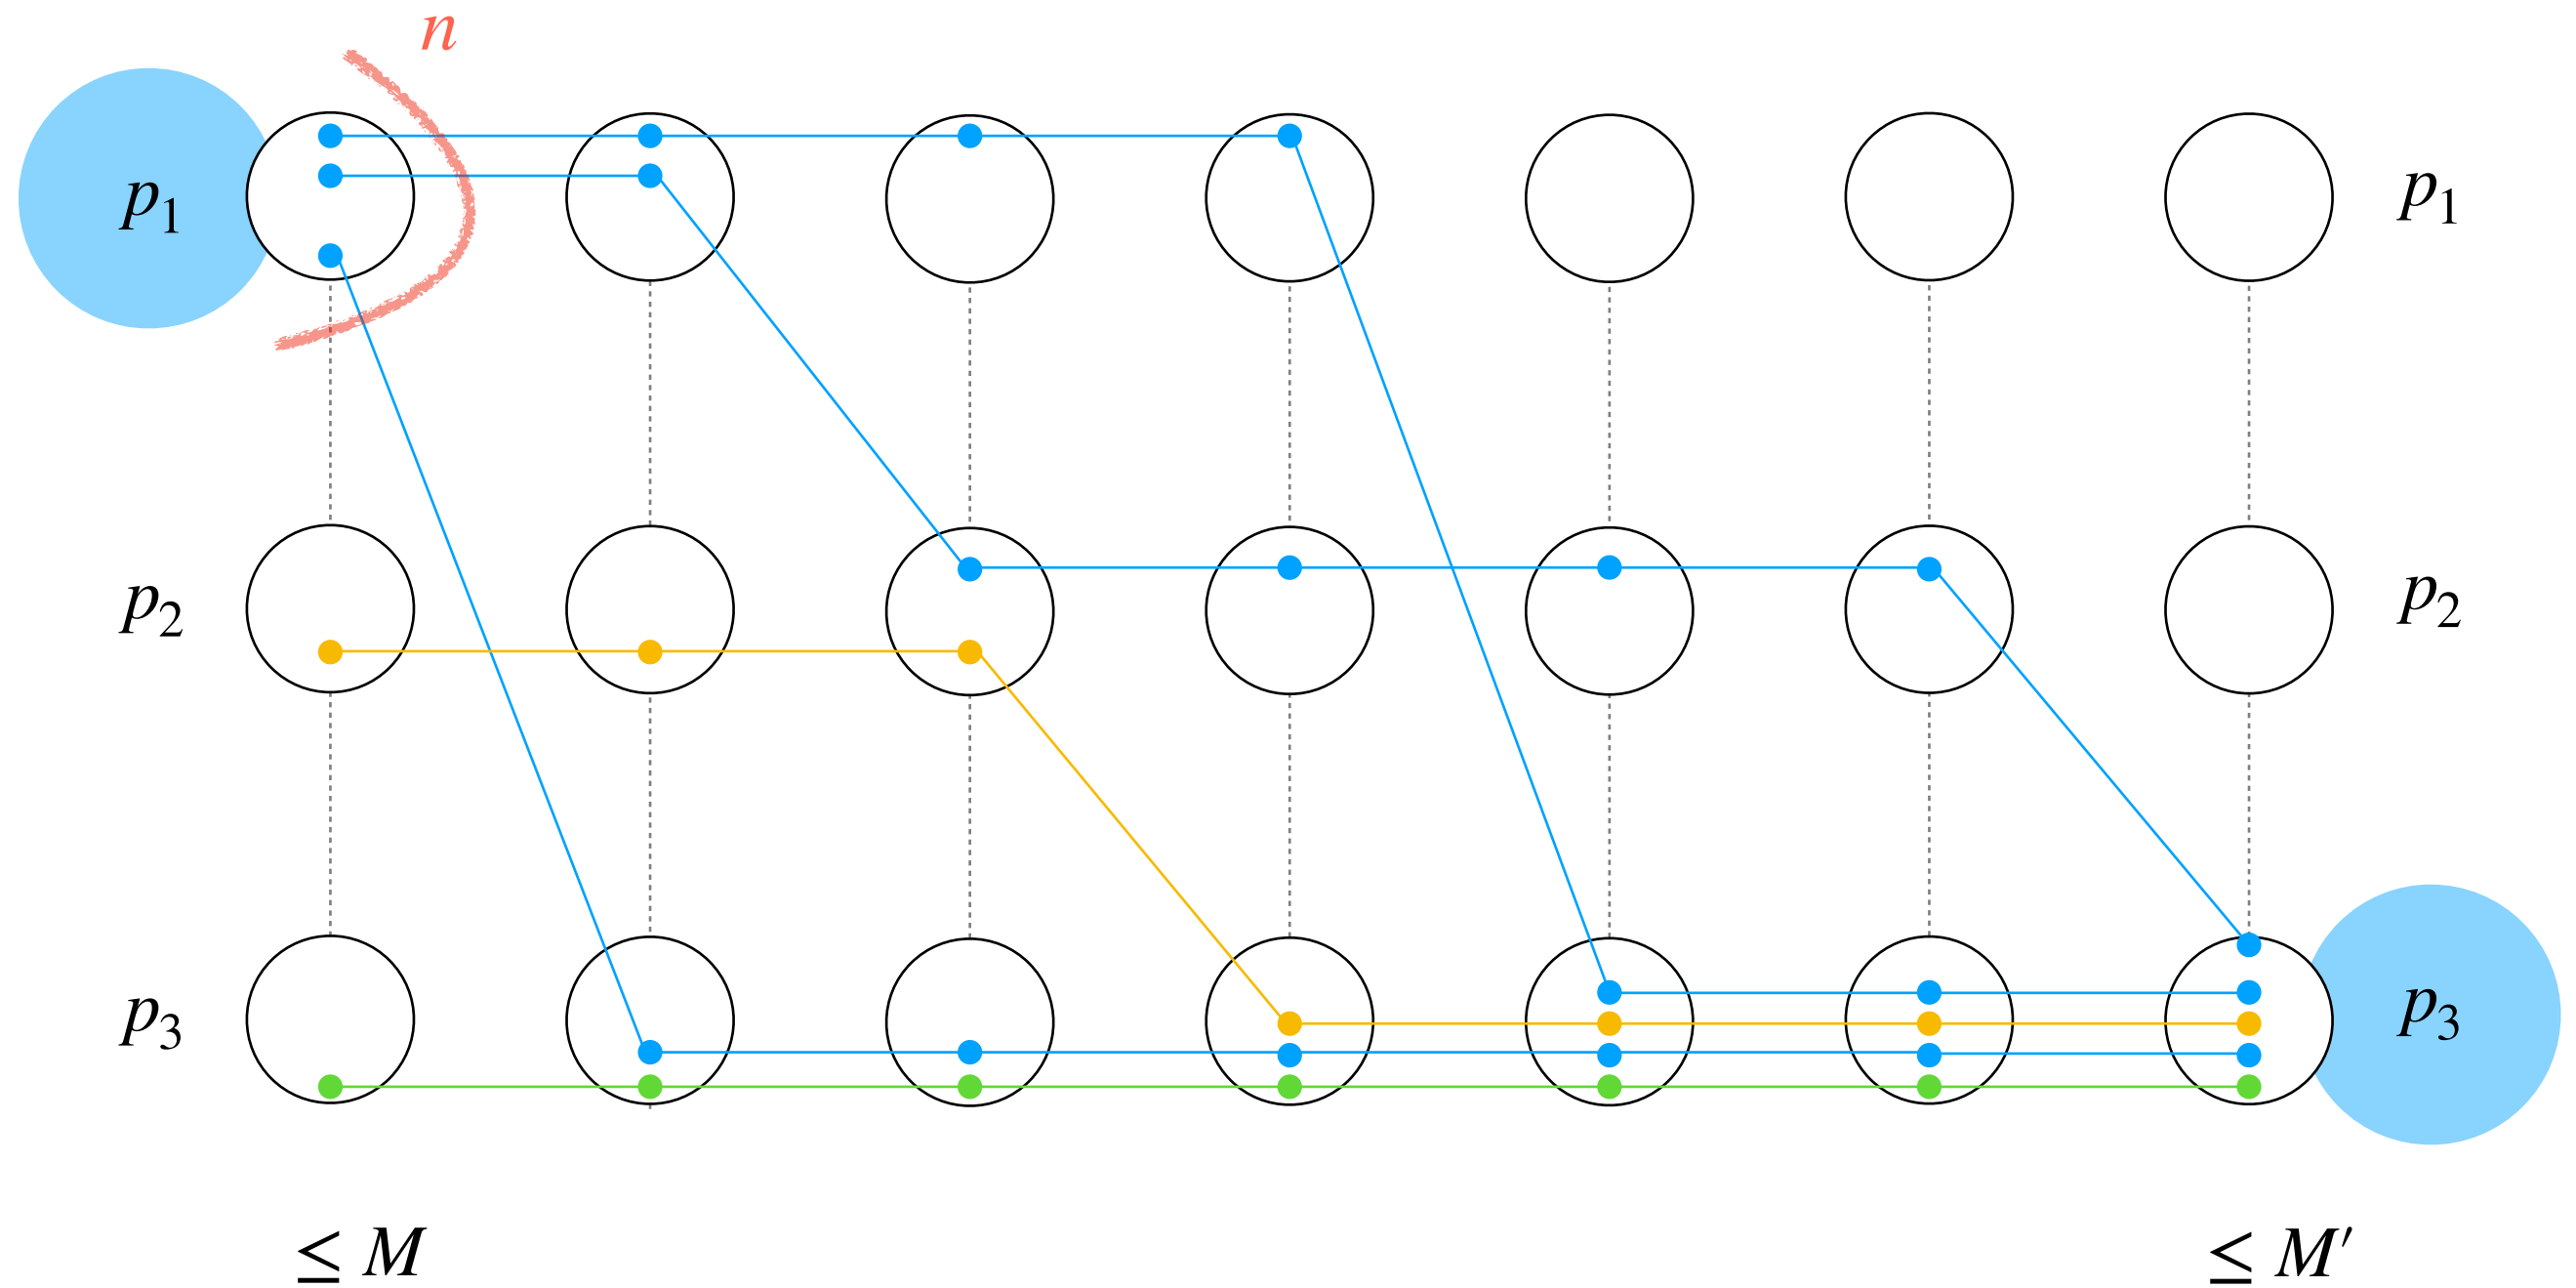 n
p₁ p₁
p₂ p₂
p₃ p₃
≤ M ≤ M′